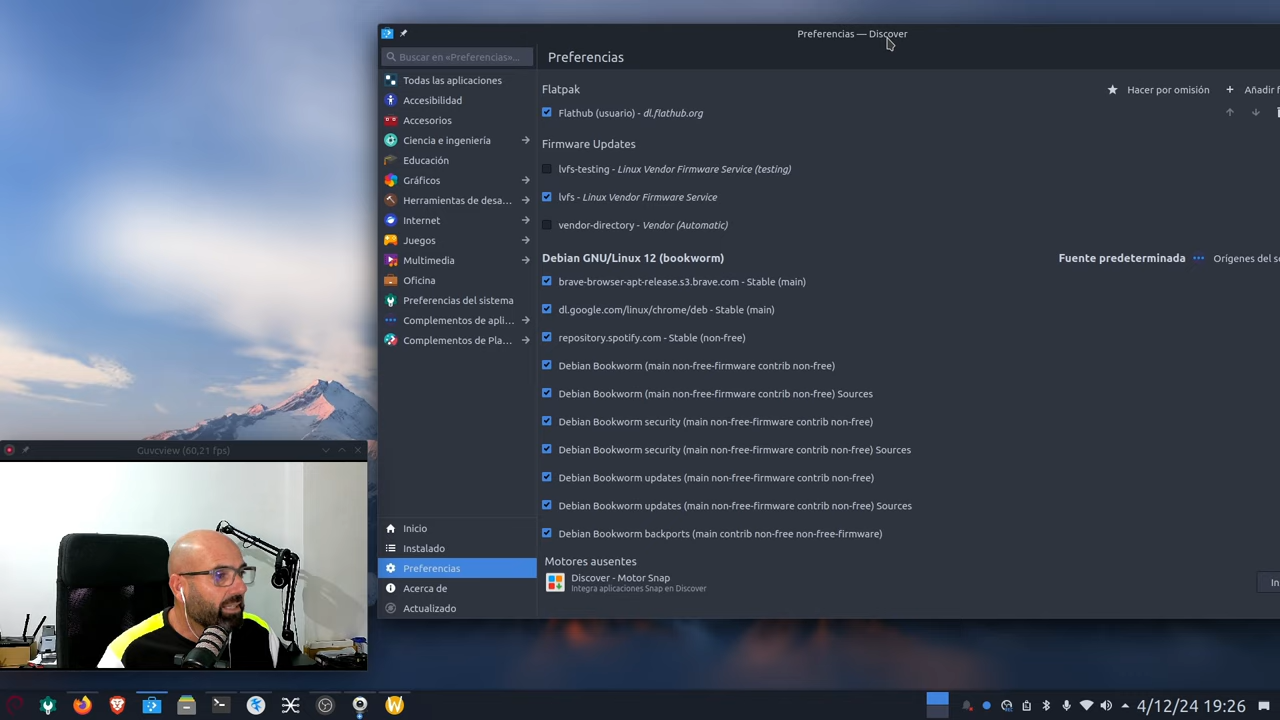 Preferencias — Discover
Buscar en «Preferencias»...
Preferencias
Todas las aplicaciones
Accesibilidad
Accesorios
Ciencia e ingeniería
Educación
Gráficos
Herramientas de desa...
Internet
Juegos
Multimedia
Oficina
Preferencias del sistema
Complementos de apli...
Complementos de Pla...
Inicio
Instalado
Preferencias
Acerca de
Actualizado
Flatpak
Hacer por omisión
Añadir f
Flathub (usuario) - dl.flathub.org
Firmware Updates
lvfs-testing - Linux Vendor Firmware Service (testing)
lvfs - Linux Vendor Firmware Service
vendor-directory - Vendor (Automatic)
Debian GNU/Linux 12 (bookworm)
Fuente predeterminada
Orígenes del so
brave-browser-apt-release.s3.brave.com - Stable (main)
dl.google.com/linux/chrome/deb - Stable (main)
repository.spotify.com - Stable (non-free)
Debian Bookworm (main non-free-firmware contrib non-free)
Debian Bookworm (main non-free-firmware contrib non-free) Sources
Debian Bookworm security (main non-free-firmware contrib non-free)
Debian Bookworm security (main non-free-firmware contrib non-free) Sources
Debian Bookworm updates (main non-free-firmware contrib non-free)
Debian Bookworm updates (main non-free-firmware contrib non-free) Sources
Debian Bookworm backports (main contrib non-free non-free-firmware)
Motores ausentes
Discover - Motor Snap
Integra aplicaciones Snap en Discover
In
Guvcview (60,21 fps)
4/12/24 19:26